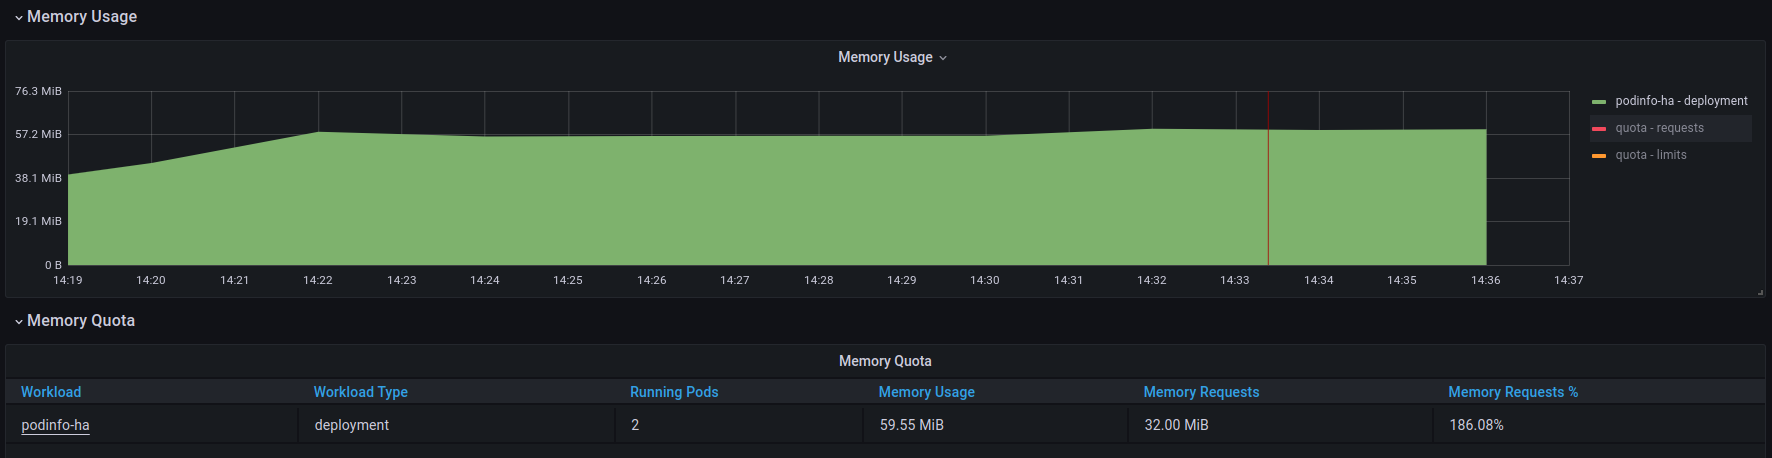 Memory Usage
Memory Usage
76.3 MiB
57.2 MiB
38.1 MiB
19.1 MiB
0 B
14:19 14:20 14:21 14:22 14:23 14:24 14:25 14:26 14:27 14:28 14:29 14:30 14:31 14:32 14:33 14:34 14:35 14:36 14:37
podinfo-ha - deployment
quota - requests
quota - limits
Memory Quota
Memory Quota
Workload Workload Type Running Pods Memory Usage Memory Requests Memory Requests %
podinfo-ha deployment 2 59.55 MiB 32.00 MiB 186.08%